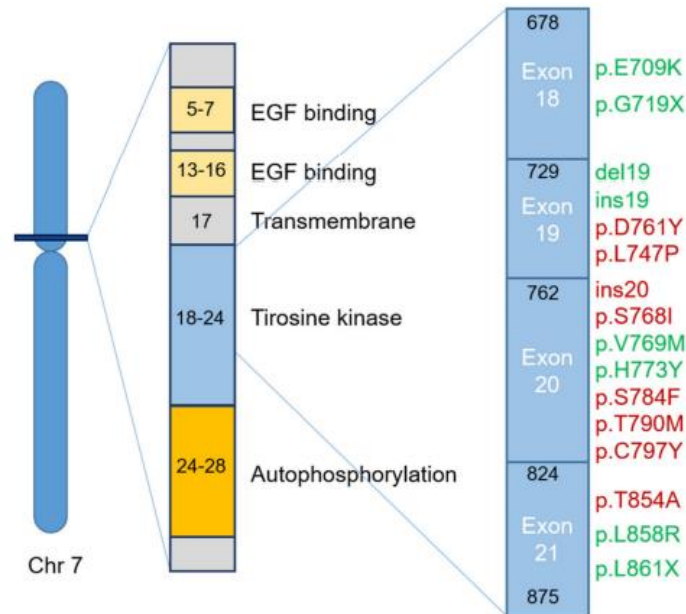 Chr 7
5-7
EGF binding
13-16
EGF binding
17
Transmembrane
18-24
Tirosine kinase
24-28
Autophosphorylation
678
Exon
18
p.E709K
p.G719X
729
Exon
19
del19
ins19
p.D761Y
p.L747P
762
Exon
20
ins20
p.S768I
p.V769M
p.H773Y
p.S784F
p.T790M
p.C797Y
824
Exon
21
875
p.T854A
p.L858R
p.L861X